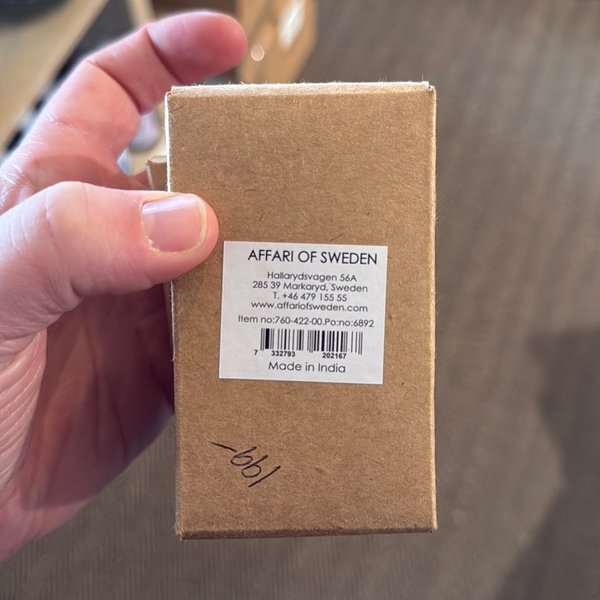 AFFARI OF SWEDEN
Hallarydsvagen 56A
285 39 Markaryd, Sweden
T. +46 479 155 55
www.affariofsweden.com
Item no:760-422-00.Po:no:6892
7 332793 202167
Made in India
199-